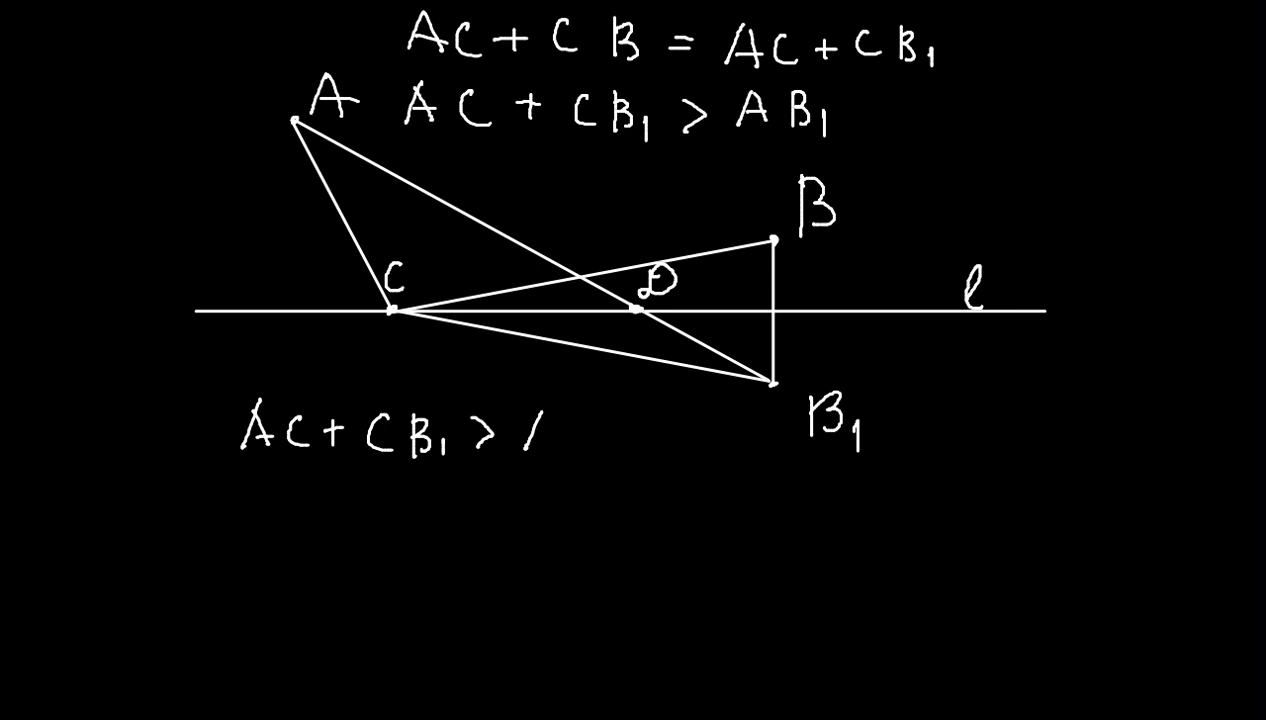 AC + CB = AC + CB₁
A
AC + CB₁ > AB₁
B
C
D
l
B₁
AC + CB₁ >